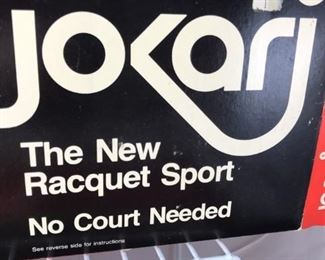 Jokari
The New
Racquet Sport
No Court Needed
See reverse side for instructions